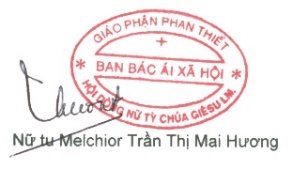 GIÁO PHẬN PHAN THIẾT
BAN BÁC ÁI XÃ HỘI
HỘI DÒNG NỮ TỲ CHÚA GIÊSU LM.
Nữ tu Melchior Trần Thị Mai Hương